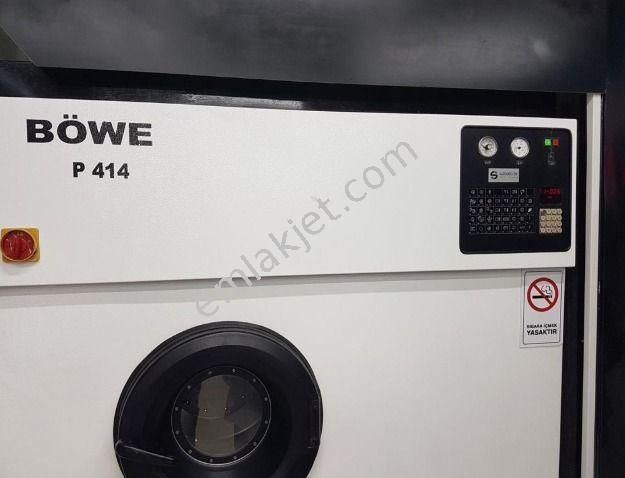 BÖWE
P 414
emlakjet.com
SİGARA İÇMEK
YASAKTIR